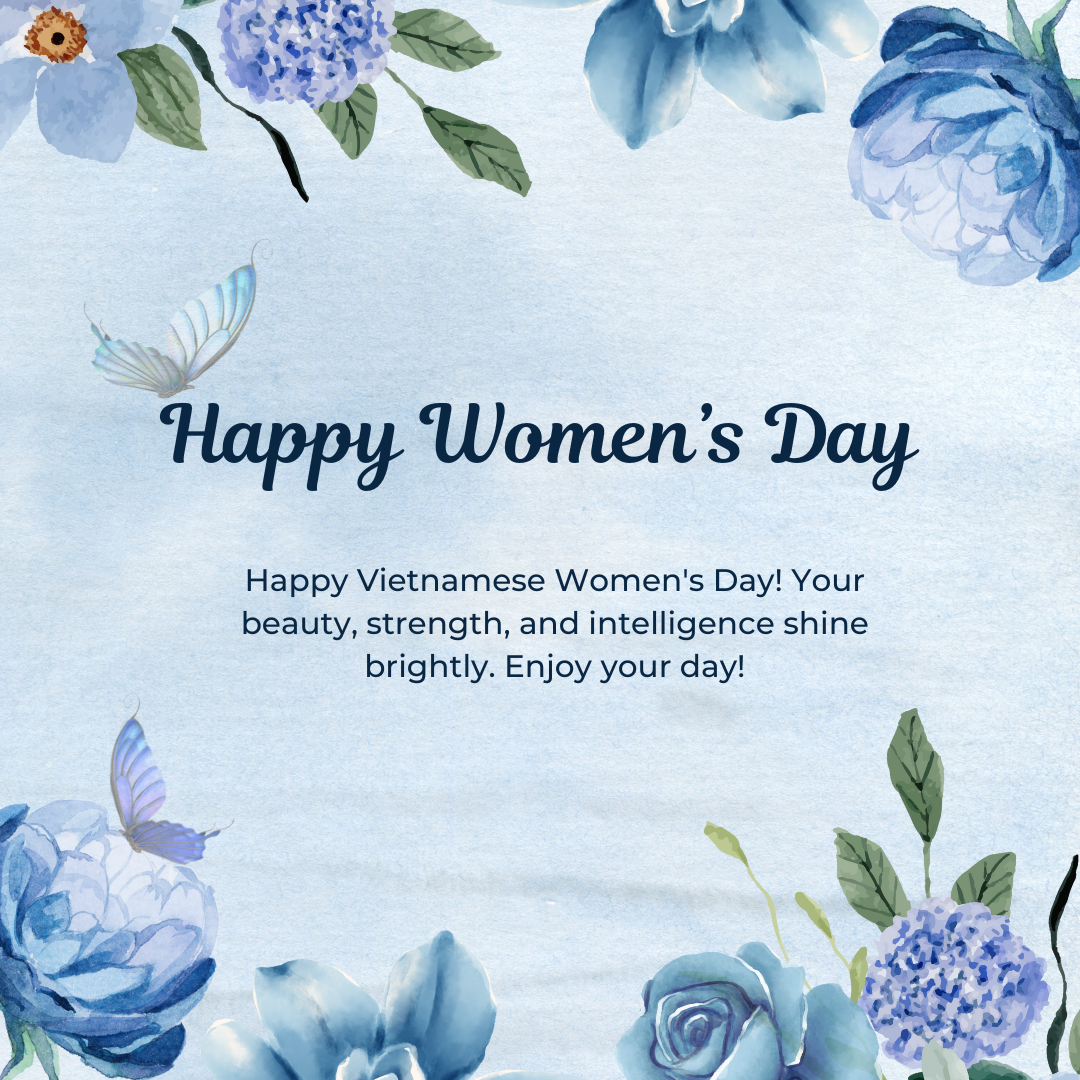 Happy Women’s Day
Happy Vietnamese Women's Day! Your
beauty, strength, and intelligence shine
brightly. Enjoy your day!